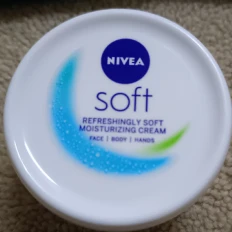 NIVEA
soft
REFRESHINGLY SOFT
MOISTURIZING CREAM
FACE | BODY | HANDS